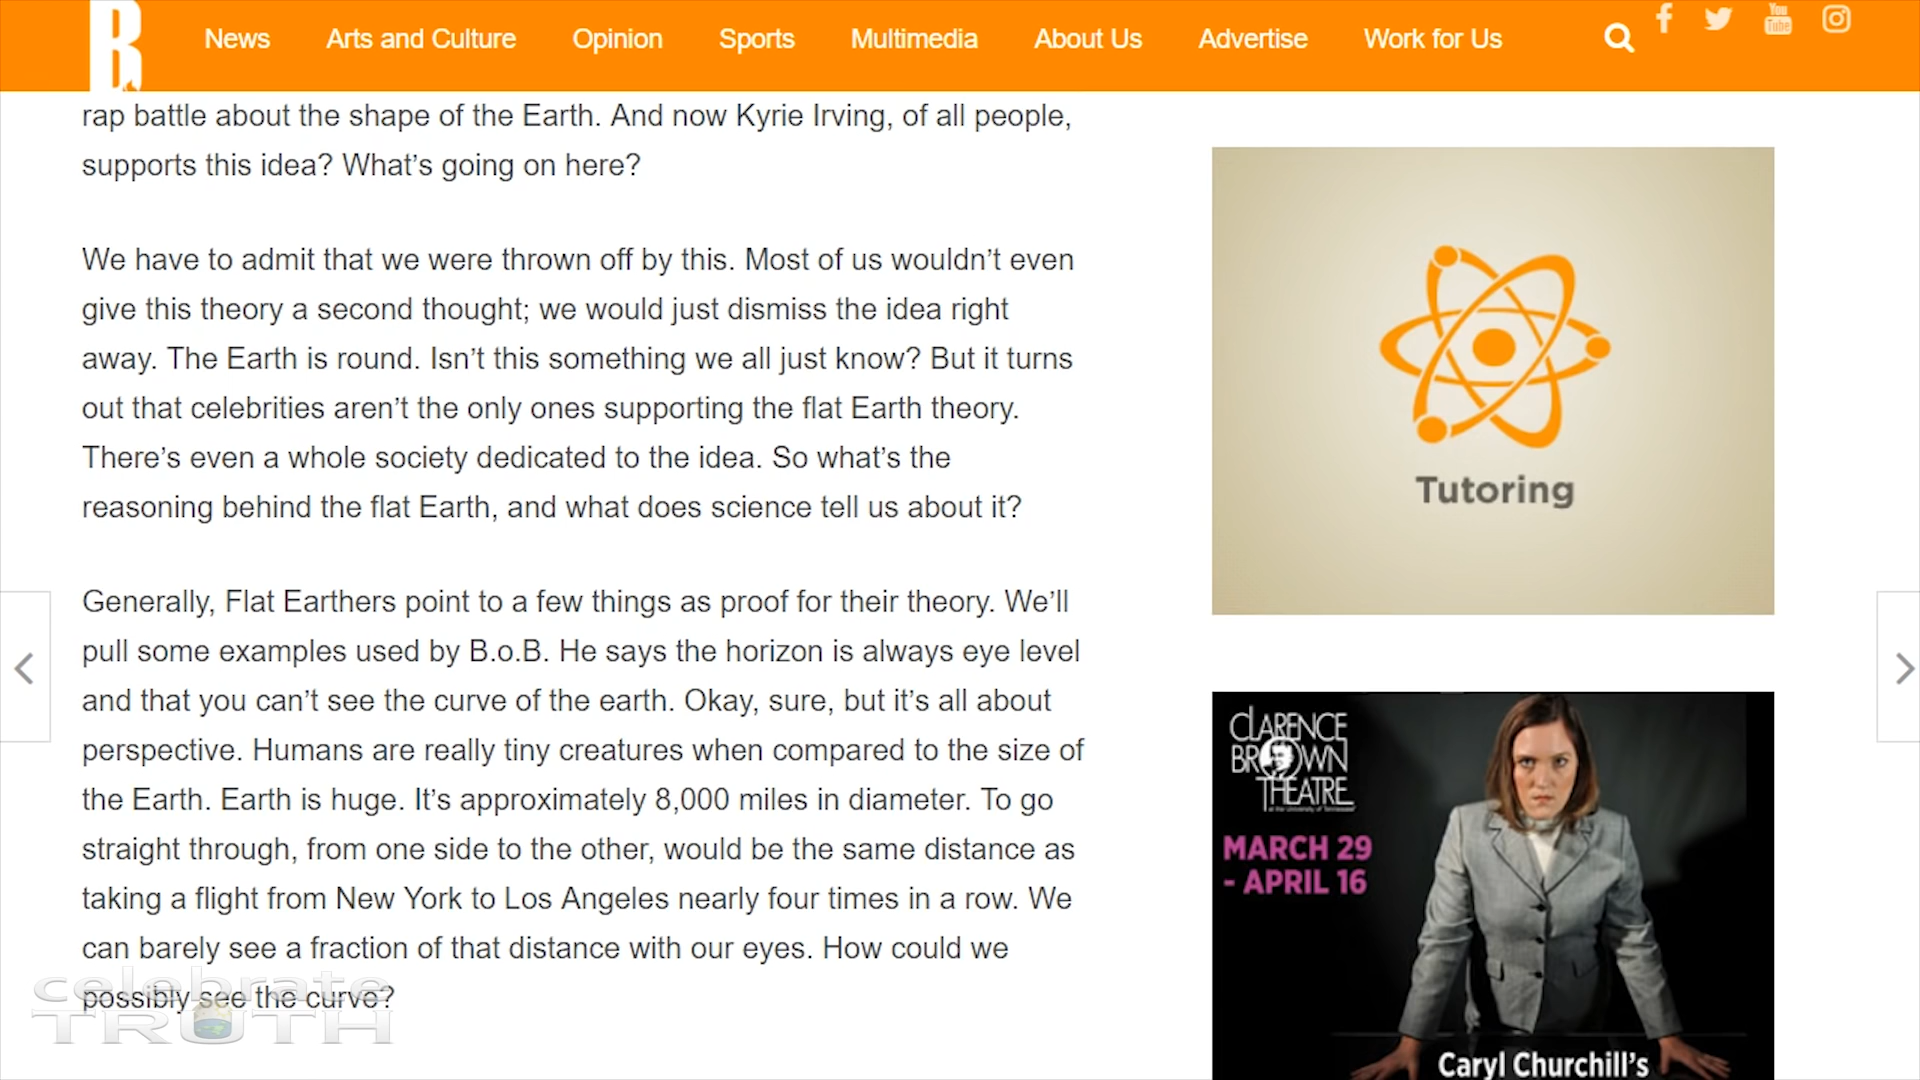 B
News
Arts and Culture
Opinion
Sports
Multimedia
About Us
Advertise
Work for Us
You
Tube
rap battle about the shape of the Earth. And now Kyrie Irving, of all people,
supports this idea? What’s going on here?
We have to admit that we were thrown off by this. Most of us wouldn’t even
give this theory a second thought; we would just dismiss the idea right
away. The Earth is round. Isn’t this something we all just know? But it turns
out that celebrities aren’t the only ones supporting the flat Earth theory.
There’s even a whole society dedicated to the idea. So what’s the
reasoning behind the flat Earth, and what does science tell us about it?
Generally, Flat Earthers point to a few things as proof for their theory. We’ll
pull some examples used by B.o.B. He says the horizon is always eye level
and that you can’t see the curve of the earth. Okay, sure, but it’s all about
perspective. Humans are really tiny creatures when compared to the size of
the Earth. Earth is huge. It’s approximately 8,000 miles in diameter. To go
straight through, from one side to the other, would be the same distance as
taking a flight from New York to Los Angeles nearly four times in a row. We
can barely see a fraction of that distance with our eyes. How could we
possibly see the curve?
celebrate
TRUTH
Tutoring
CLARENCE
BROWN
THEATRE
at the University of Tennessee
MARCH 29
- APRIL 16
Caryl Churchill’s